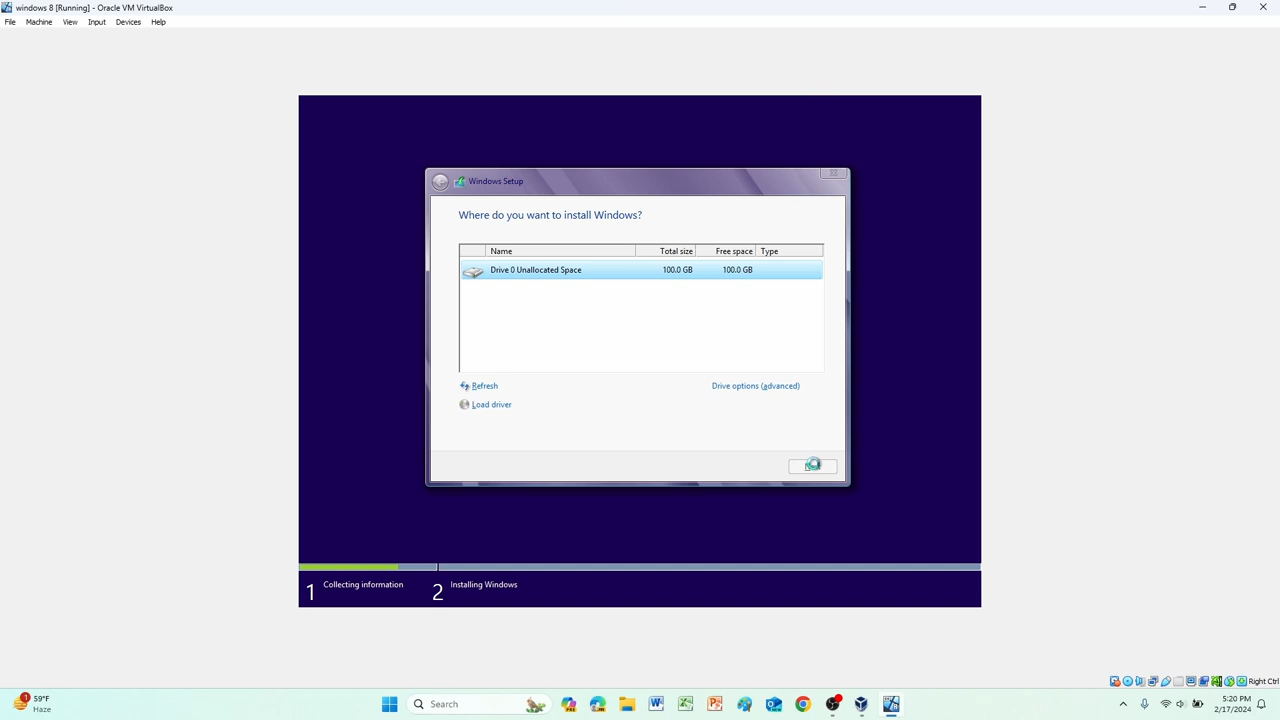 windows 8 [Running] - Oracle VM VirtualBox
File Machine View Input Devices Help
Windows Setup
Where do you want to install Windows?
Name Total size Free space Type
Drive 0 Unallocated Space 100.0 GB 100.0 GB
Refresh Drive options (advanced)
Load driver
1 Collecting information 2 Installing Windows
Right Ctrl
1 59°F
Haze
Search
5:20 PM
2/17/2024